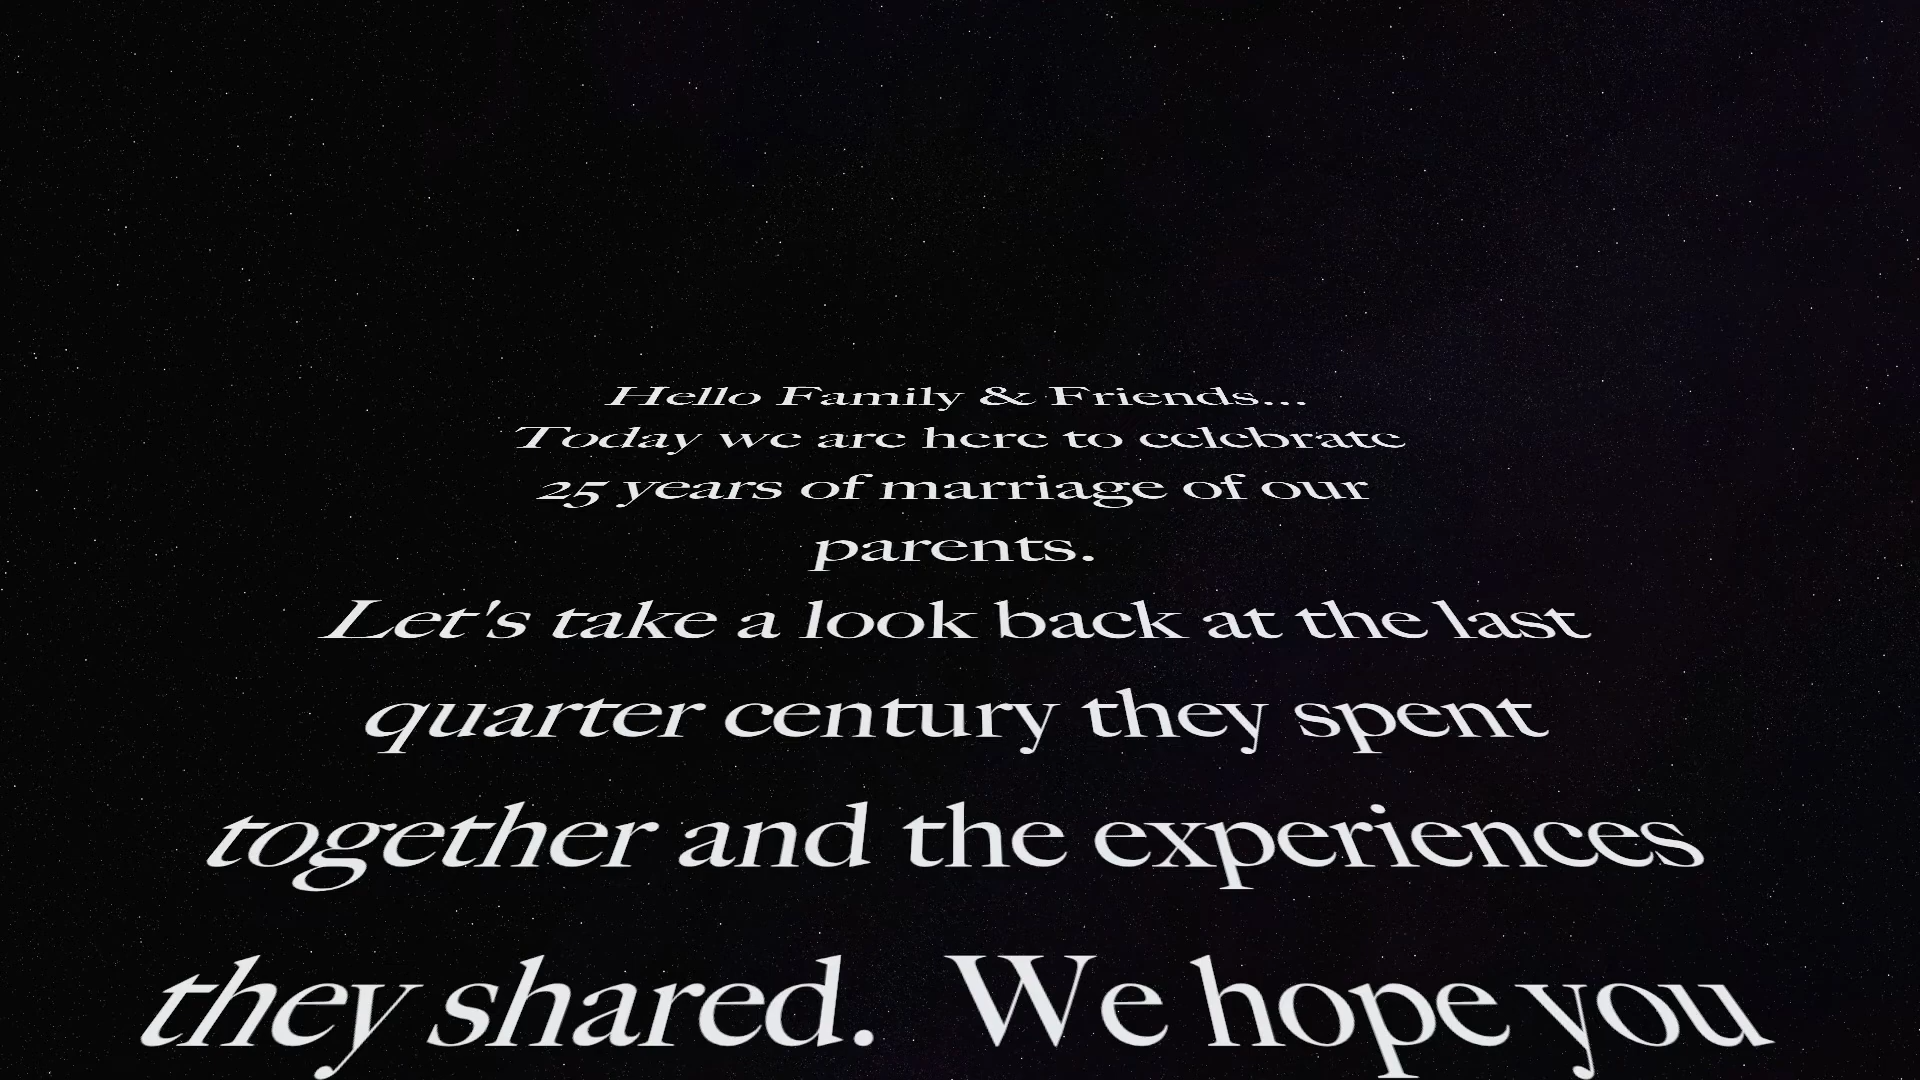 Hello Family & Friends...
Today we are here to celebrate
25 years of marriage of our
parents.
Let's take a look back at the last
quarter century they spent
together and the experiences
they shared.  We hope you